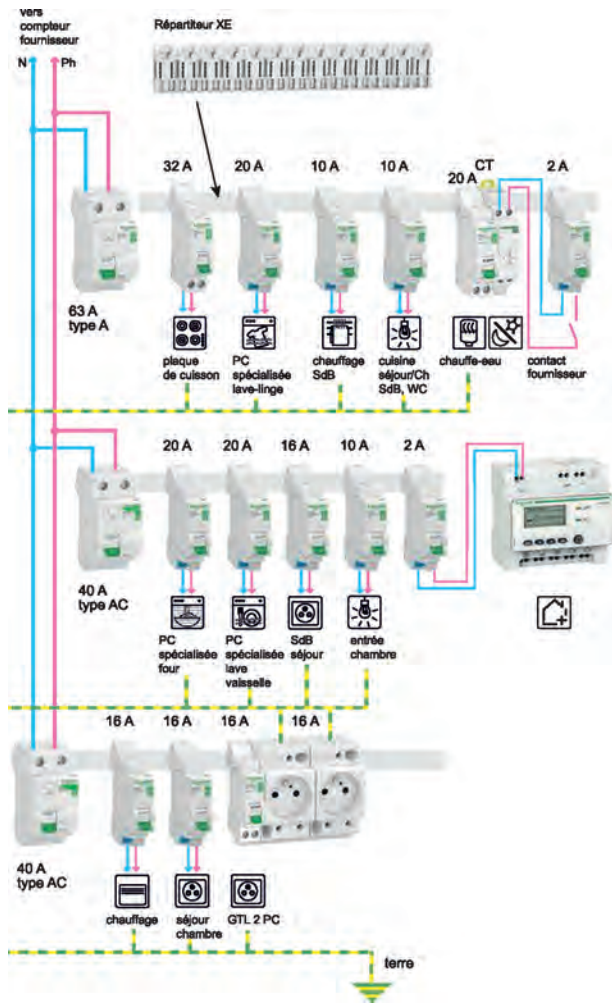 vers
compteur
fournisseur
Répartiteur XE
N
Ph
32 A
20 A
10 A
10 A
CT
20 A
2 A
63 A
type A
plaque
de cuisson
PC
spécialisée
lave-linge
chauffage
SdB
cuisine
séjour/Ch
SdB, WC
chauffe-eau
contact
fournisseur
20 A
20 A
16 A
10 A
2 A
40 A
type AC
PC
spécialisée
four
PC
spécialisée
lave
vaisselle
SdB
séjour
entrée
chambre
16 A
16 A
16 A
16 A
40 A
type AC
chauffage
séjour
chambre
GTL 2 PC
terre